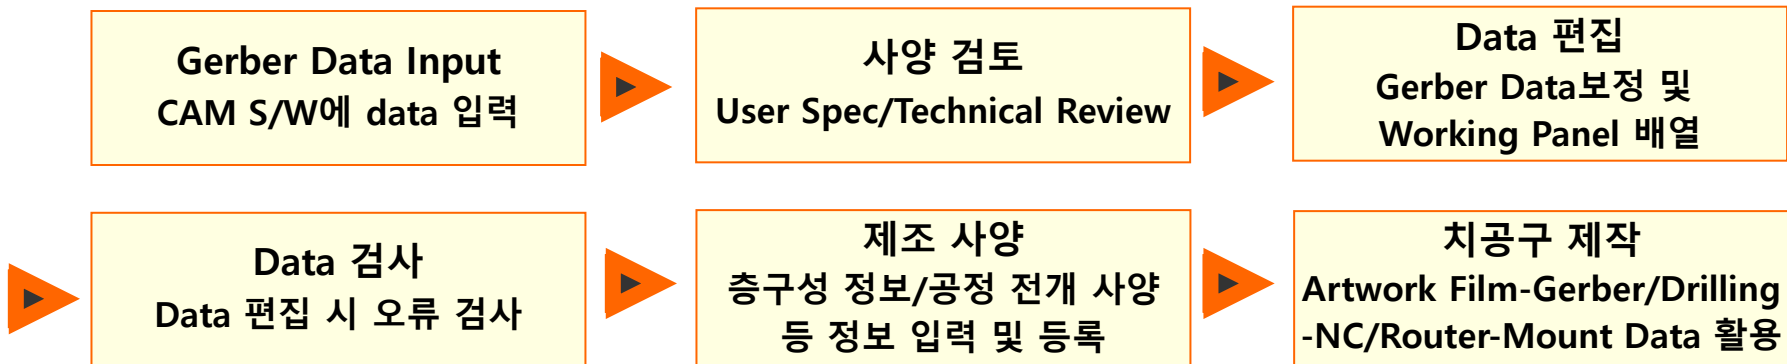 Gerber Data Input
CAM S/W에 data 입력
사양 검토
User Spec/Technical Review
Data 편집
Gerber Data보정 및
Working Panel 배열
Data 검사
Data 편집 시 오류 검사
제조 사양
층구성 정보/공정 전개 사양
등 정보 입력 및 등록
치공구 제작
Artwork Film-Gerber/Drilling
-NC/Router-Mount Data 활용